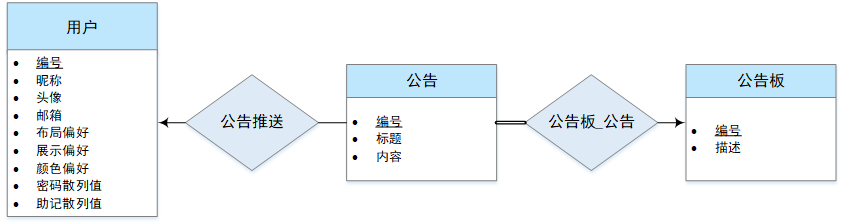 用户
编号
昵称
头像
邮箱
布局偏好
展示偏好
颜色偏好
密码散列值
助记散列值
公告推送
公告
编号
标题
内容
公告板_公告
公告板
编号
描述